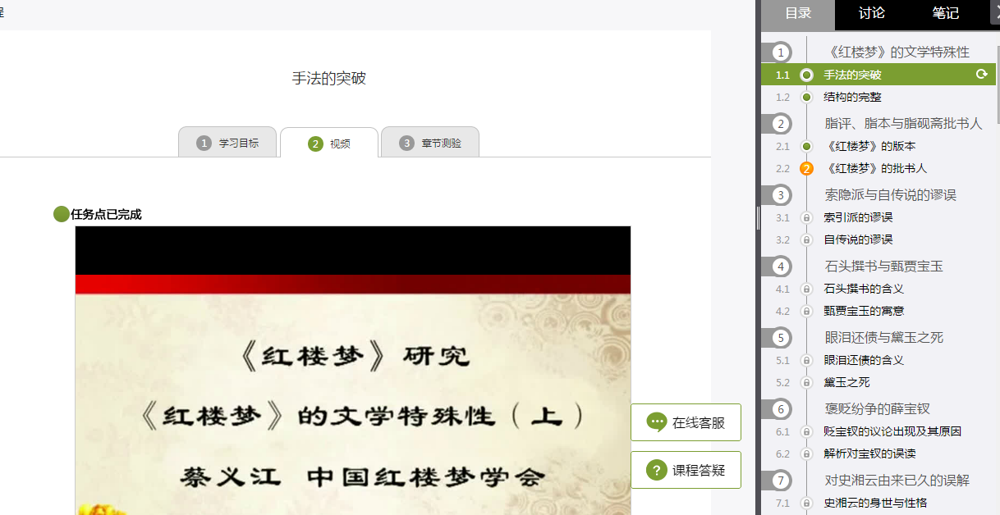 程
手法的突破
1 学习目标
2 视频
3 章节测验
任务点已完成
《红楼梦》研究
《红楼梦》的文学特殊性（上）
蔡义江 中国红楼梦学会
在线客服
? 课程答疑
目录 讨论 笔记
1 《红楼梦》的文学特殊性
1.1 手法的突破
1.2 结构的完整
2 脂评、脂本与脂砚斋批书人
2.1 《红楼梦》的版本
2.2 2 《红楼梦》的批书人
3 索隐派与自传说的谬误
3.1 索引派的谬误
3.2 自传说的谬误
4 石头撰书与甄贾宝玉
4.1 石头撰书的含义
4.2 甄贾宝玉的寓意
5 眼泪还债与黛玉之死
5.1 眼泪还债的含义
5.2 黛玉之死
6 褒贬纷争的薛宝钗
6.1 贬宝钗的议论出现及其原因
6.2 解析对宝钗的误读
7 对史湘云由来已久的误解
7.1 史湘云的身世与性格